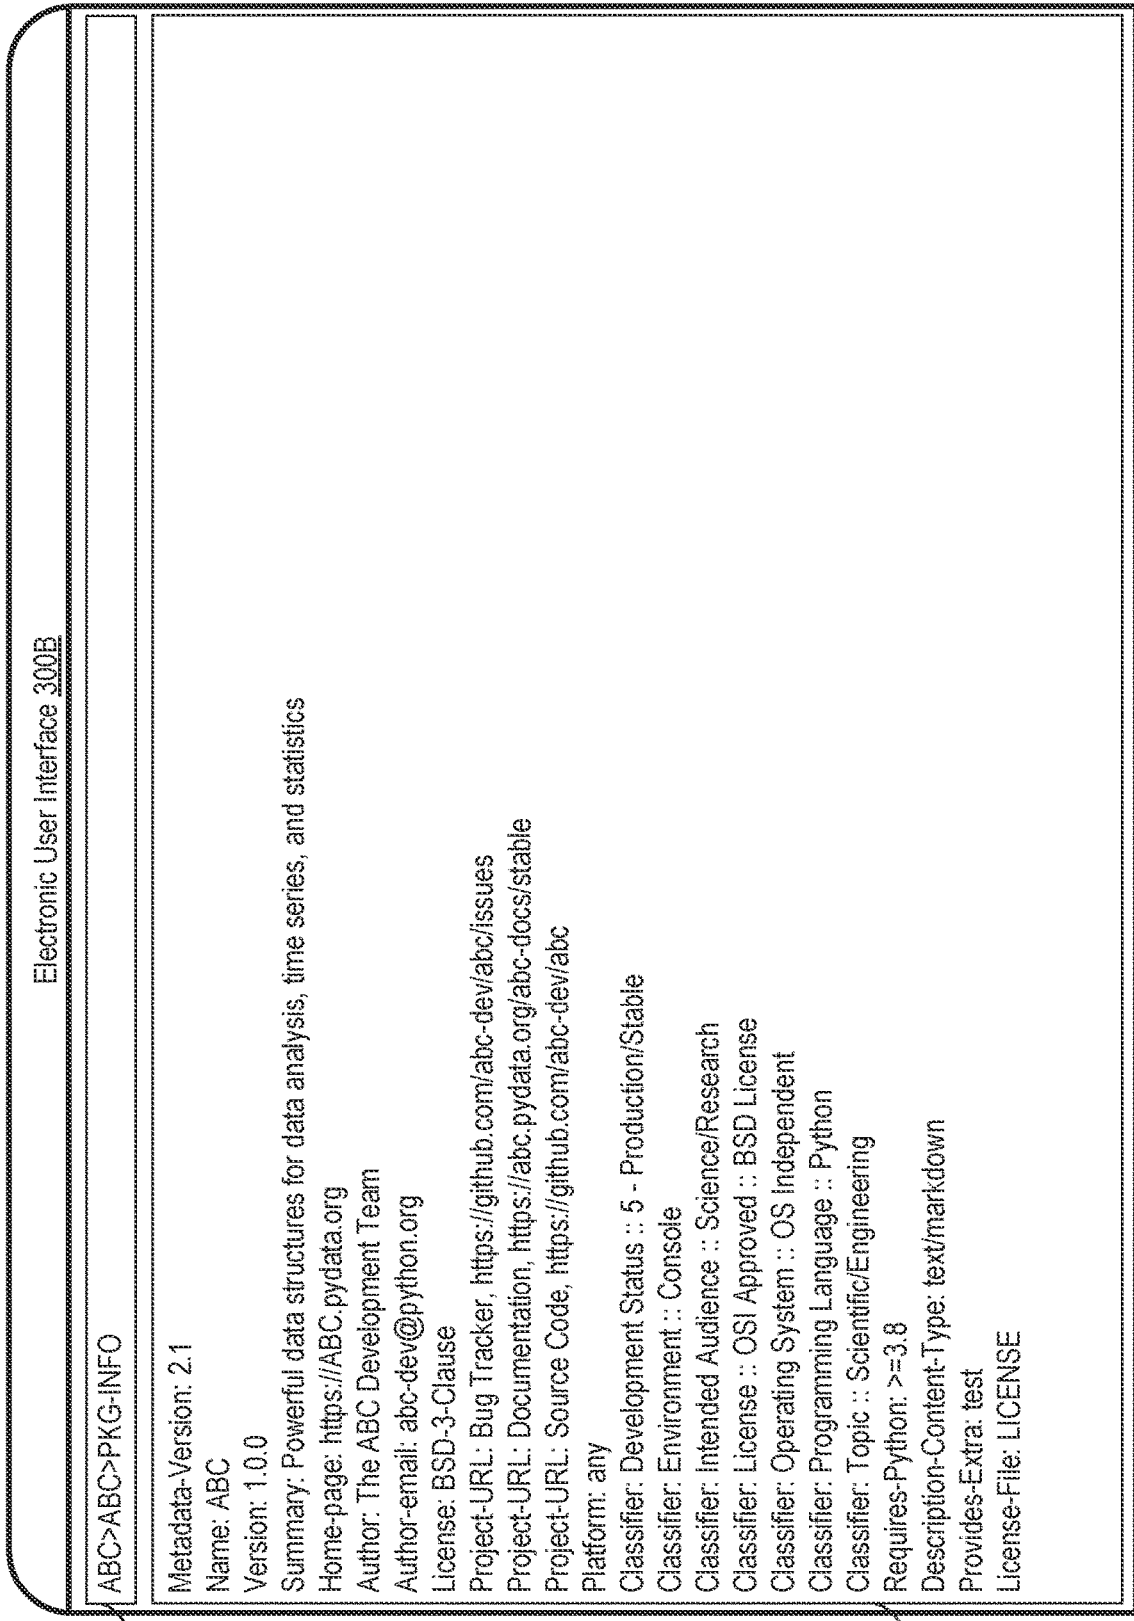 Electronic User Interface 300B
ABC>ABC>PKG-INFO
Metadata-Version: 2.1
Name: ABC
Version: 1.0.0
Summary: Powerful data structures for data analysis, time series, and statistics
Home-page: https://ABC.pydata.org
Author: The ABC Development Team
Author-email: abc-dev@python.org
License: BSD-3-Clause
Project-URL: Bug Tracker, https://github.com/abc-dev/abc/issues
Project-URL: Documentation, https://abc.pydata.org/abc-docs/stable
Project-URL: Source Code, https://github.com/abc-dev/abc
Platform: any
Classifier: Development Status :: 5 - Production/Stable
Classifier: Environment :: Console
Classifier: Intended Audience :: Science/Research
Classifier: License :: OSI Approved :: BSD License
Classifier: Operating System :: OS Independent
Classifier: Programming Language :: Python
Classifier: Topic :: Scientific/Engineering
Requires-Python: >=3.8
Description-Content-Type: text/markdown
Provides-Extra: test
License-File: LICENSE